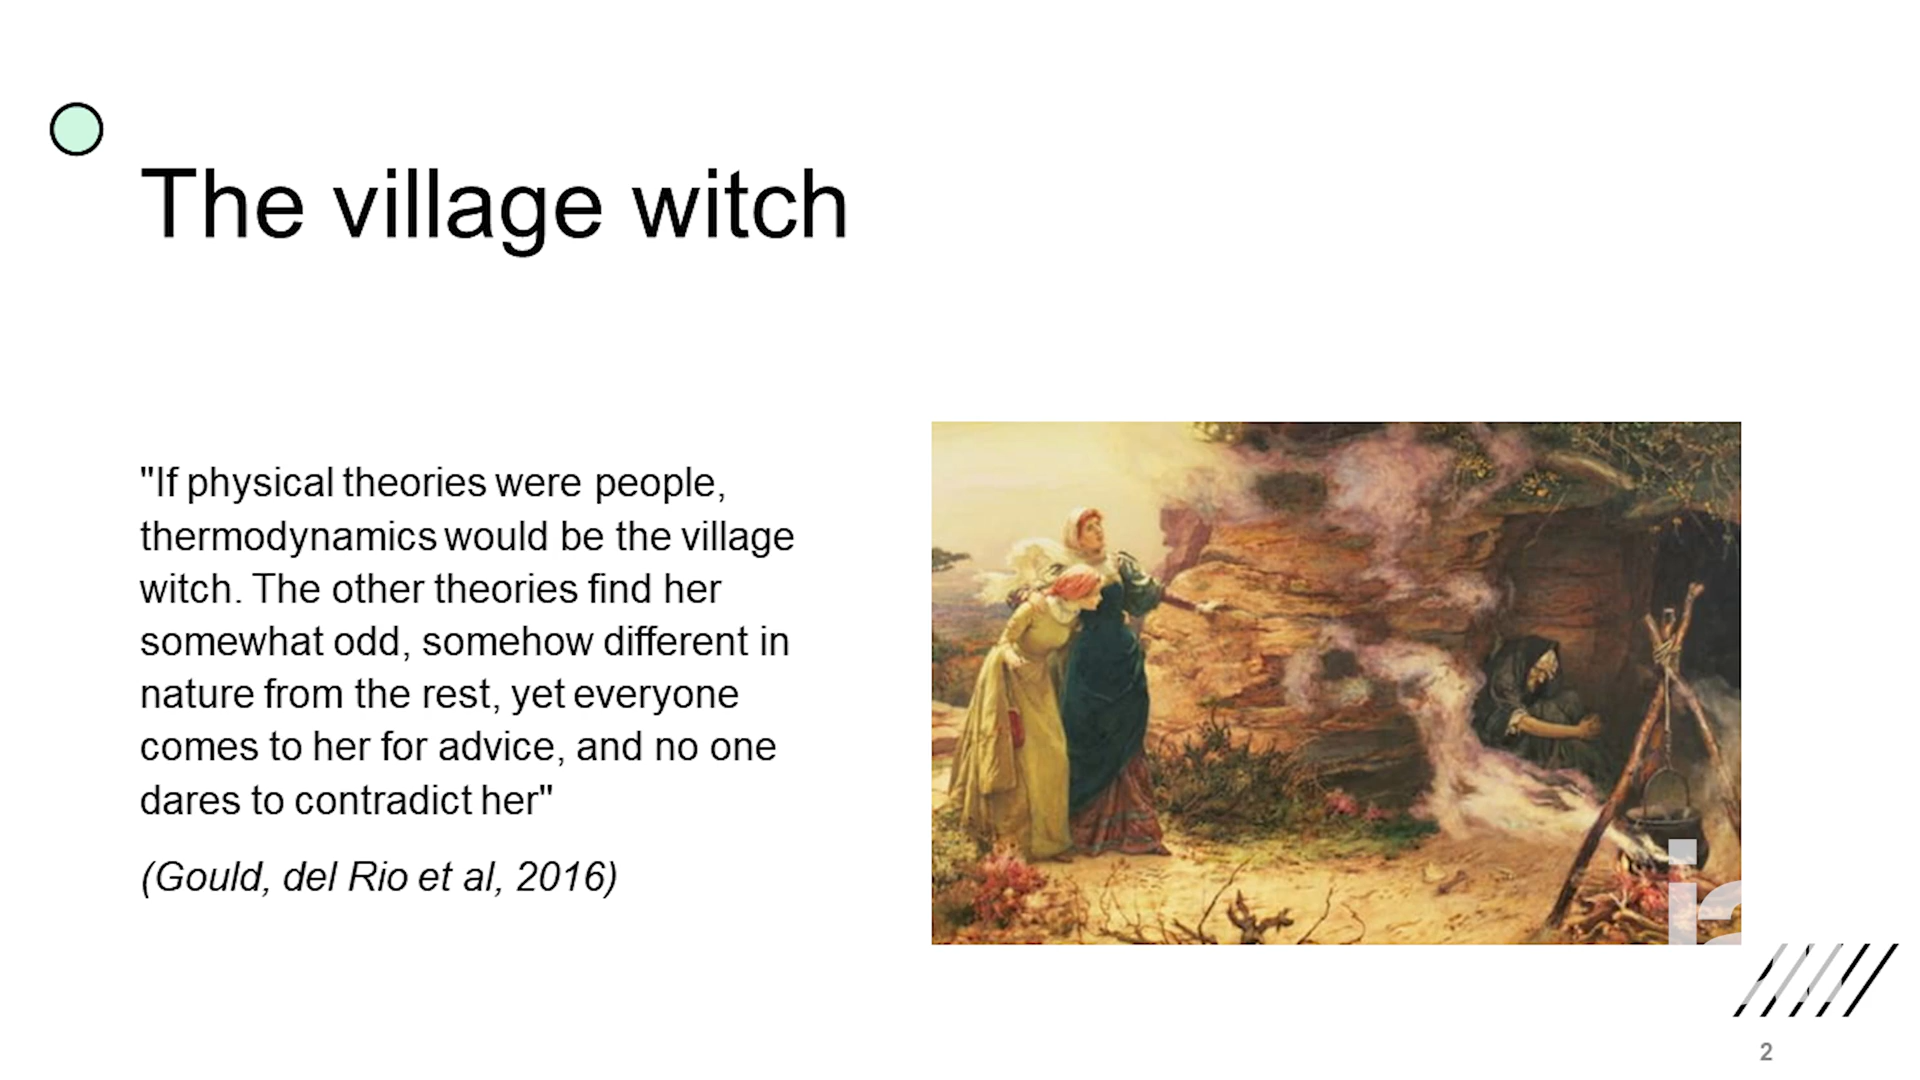 The village witch
"If physical theories were people,
thermodynamics would be the village
witch. The other theories find her
somewhat odd, somehow different in
nature from the rest, yet everyone
comes to her for advice, and no one
dares to contradict her"
(Gould, del Rio et al, 2016)
2